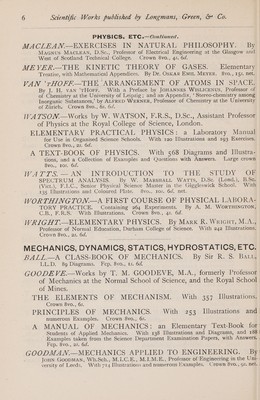 6 Scientific Works published by Longmans, Green, & Co.
PHYSICS, ETC.—Continued.
MACLEAN.—EXERCISES IN NATURAL PHILOSOPHY. By
MAGNUS MACLEAN, D.Sc., Professor of Electrical Engineering at the Glasgow and
West of Scotland Technical College. Crown 8vo., 4s. 6d.
MEYER.—THE KINETIC THEORY OF GASES. Elementary
Treatise, with Mathematical Appendices. By Dr. OSKAR EMIL MEYER. 8vo., 15s. net.
VAN 'T HOFF.—THE ARRANGEMENT OF ATOMS IN SPACE.
By J. H. VAN 'T HOFF. With a Preface by JOHANNES WISLICENUS, Professor of
Chemistry at the University of Leipzig; and an Appendix 'Stereo-chemistry among
Inorganic Substances,' by ALFRED WERNER, Professor of Chemistry at the University
of Zürich. Crown 8vo., 6s. 6d.
WATSON.—Works by W. WATSON, F.R.S., D.Sc., Assistant Professor
of Physics at the Royal College of Science, London.
ELEMENTARY PRACTICAL PHYSICS: a Laboratory Manual
for Use in Organised Science Schools. With 120 Illustrations and 193 Exercises.
Crown 8vo., 2s. 6d.
A TEXT-BOOK OF PHYSICS. With 568 Diagrams and Illustra-
tions, and a Collection of Examples and Questions with Answers. Large crown
8vo., 10s. 6d.
WATTS.—AN INTRODUCTION TO THE STUDY OF
SPECTRUM ANALYSIS. By W. MARSHALL WATTS, D.Sc. (Lond.), B.Sc.
(Vict.), F.I.C., Senior Physical Science Master in the Giggleswick School. With
135 Illustrations and Coloured Plate. 8vo., 10s. 6d. net.
WORTHINGTON.—A FIRST COURSE OF PHYSICAL LABORA-
TORY PRACTICE. Containing 264 Experiments. By A. M. WORTHINGTON,
C.B., F.R.S. With Illustrations. Crown 8vo., 4s. 6d.
WRIGHT.—ELEMENTARY PHYSICS. By MARK R. WRIGHT, M.A.,
Professor of Normal Education, Durham College of Science. With 242 Illustrations.
Crown 8vo., 2s. 6d.
MECHANICS, DYNAMICS, STATICS, HYDROSTATICS, ETC.
BALL.—A CLASS-BOOK OF MECHANICS. By Sir R. S. BALL,
LL.D. 89 Diagrams. Fcp. 8vo., 1s. 6d.
GOODEVE.—Works by T. M. GOODEVE, M.A., formerly Professor
of Mechanics at the Normal School of Science, and the Royal School
of Mines.
THE ELEMENTS OF MECHANISM. With 357 Illustrations.
Crown 8vo., 6s.
PRINCIPLES OF MECHANICS. With 253 Illustrations and
numerous Examples. Crown 8vo., 6s.
A MANUAL OF MECHANICS: an Elementary Text-Book for
Students of Applied Mechanics. With 138 Illustrations and Diagrams, and 188
Examples taken from the Science Department Examination Papers, with Answers.
Fcp. 8vo., 2s. 6d.
GOODMAN.—MECHANICS APPLIED TO ENGINEERING. By
JOHN GOODMAN, Wh.Sch., M.I.C.E., M.I.M.E., Professor of Engineering in the Uni-
versity of Leeds. With 714 Illustrations and numerous Examples. Crown 8vo., 9s. net.